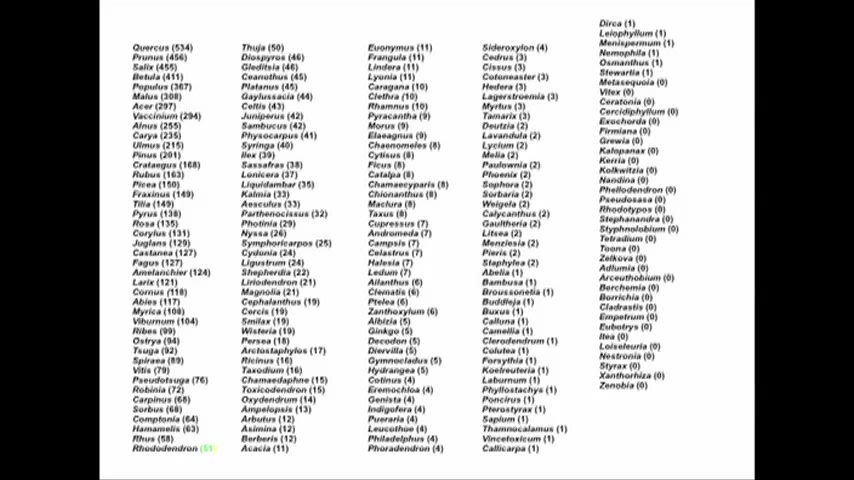 Quercus (534)
Prunus (456)
Salix (455)
Betula (411)
Populus (367)
Malus (308)
Acer (297)
Vaccinium (294)
Alnus (255)
Carya (235)
Ulmus (215)
Pinus (201)
Crataegus (168)
Rubus (163)
Picea (150)
Fraxinus (149)
Tilia (149)
Pyrus (138)
Rosa (135)
Corylus (131)
Juglans (129)
Castanea (127)
Fagus (127)
Amelanchier (124)
Larix (121)
Cornus (118)
Abies (117)
Myrica (108)
Viburnum (104)
Ribes (99)
Ostrya (94)
Tsuga (92)
Spiraea (89)
Vitis (79)
Pseudotsuga (76)
Robinia (72)
Carpinus (68)
Sorbus (68)
Comptonia (64)
Hamamelis (63)
Rhus (58)
Rhododendron (51
Thuja (50)
Diospyros (46)
Gleditsia (46)
Ceanothus (45)
Platanus (45)
Gaylussacia (44)
Celtis (43)
Juniperus (42)
Sambucus (42)
Physocarpus (41)
Syringa (40)
Ilex (39)
Sassafras (38)
Lonicera (37)
Liquidambar (35)
Kalmia (33)
Aesculus (33)
Parthenocissus (32)
Photinia (29)
Nyssa (26)
Symphoricarpos (25)
Cydonia (24)
Ligustrum (24)
Shepherdia (22)
Liriodendron (21)
Magnolia (21)
Cephalanthus (19)
Cercis (19)
Smilax (19)
Wisteria (19)
Persea (18)
Arctostaphylos (17)
Ricinus (16)
Taxodium (16)
Chamaedaphne (15)
Toxicodendron (15)
Oxydendrum (14)
Ampelopsis (13)
Arbutus (12)
Asimina (12)
Berberis (12)
Acacia (11)
Euonymus (11)
Frangula (11)
Lindera (11)
Lyonia (11)
Caragana (10)
Clethra (10)
Rhamnus (10)
Pyracantha (9)
Morus (9)
Elaeagnus (9)
Chaenomeles (8)
Cytisus (8)
Ficus (8)
Catalpa (8)
Chamaecyparis (8)
Chionanthus (8)
Maclura (8)
Taxus (8)
Cupressus (7)
Andromeda (7)
Campsis (7)
Celastrus (7)
Halesia (7)
Ledum (7)
Ailanthus (6)
Clematis (6)
Ptelea (6)
Zanthoxylum (6)
Albizia (5)
Ginkgo (5)
Decodon (5)
Diervilla (5)
Gymnocladus (5)
Hydrangea (5)
Cotinus (4)
Eremochloa (4)
Genista (4)
Indigofera (4)
Pueraria (4)
Leucothoe (4)
Philadelphus (4)
Phoradendron (4)
Sideroxylon (4)
Cedrus (3)
Cissus (3)
Cotoneaster (3)
Hedera (3)
Lagerstroemia (3)
Myrtus (3)
Tamarix (3)
Deutzia (2)
Lavandula (2)
Lycium (2)
Melia (2)
Paulownia (2)
Phoenix (2)
Sophora (2)
Sorbaria (2)
Weigela (2)
Calycanthus (2)
Gaultheria (2)
Litsea (2)
Menziesia (2)
Pieris (2)
Staphylea (2)
Abelia (1)
Bambusa (1)
Broussonetia (1)
Buddleja (1)
Buxus (1)
Calluna (1)
Camellia (1)
Clerodendrum (1)
Colutea (1)
Forsythia (1)
Koelreuteria (1)
Laburnum (1)
Phyllostachys (1)
Poncirus (1)
Pterostyrax (1)
Sapium (1)
Thamnocalamus (1)
Vincetoxicum (1)
Callicarpa (1)
Dirca (1)
Leiophyllum (1)
Menispermum (1)
Nemophila (1)
Osmanthus (1)
Stewartia (1)
Metasequoia (0)
Vitex (0)
Ceratonia (0)
Cercidiphyllum (0)
Exochorda (0)
Firmiana (0)
Grewia (0)
Kalopanax (0)
Kerria (0)
Kolkwitzia (0)
Nandina (0)
Phellodendron (0)
Pseudosasa (0)
Rhodotypos (0)
Stephanandra (0)
Styphnolobium (0)
Tetradium (0)
Toona (0)
Zelkova (0)
Adlumia (0)
Arceuthobium (0)
Berchemia (0)
Borrichia (0)
Cladrastis (0)
Empetrum (0)
Eubotrys (0)
Itea (0)
Loiseleuria (0)
Nestronia (0)
Styrax (0)
Xanthorhiza (0)
Zenobia (0)